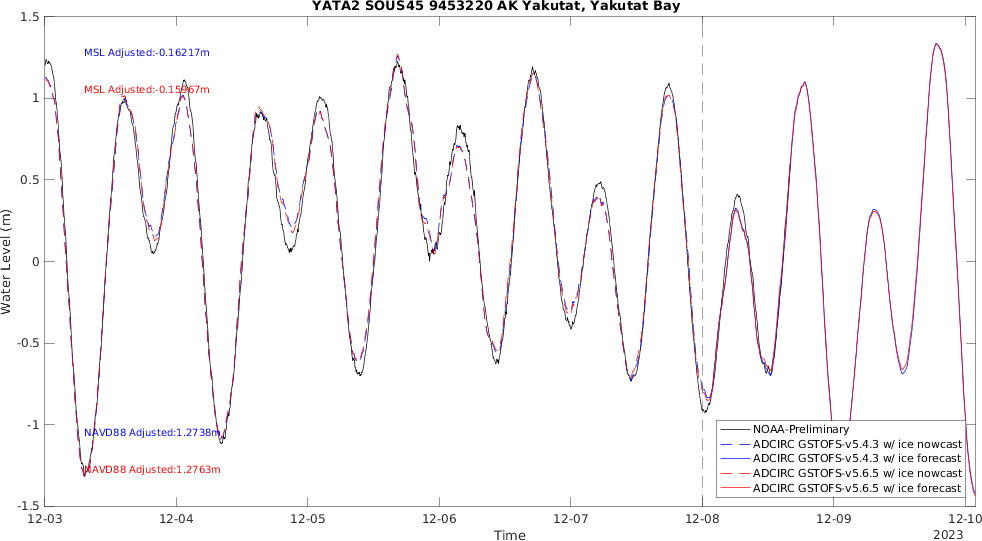 YATA2 SOUS45 9453220 AK Yakutat, Yakutat Bay
1.5
MSL Adjusted:-0.16217m
MSL Adjusted:-0.15967m
1
0.5
0
-0.5
-1
-1.5
Water Level (m)
NAVD88 Adjusted:1.2738m
NAVD88 Adjusted:1.2763m
NOAA-Preliminary
ADCIRC GSTOFS-v5.4.3 w/ ice nowcast
ADCIRC GSTOFS-v5.4.3 w/ ice forecast
ADCIRC GSTOFS-v5.6.5 w/ ice nowcast
ADCIRC GSTOFS-v5.6.5 w/ ice forecast
12-03 12-04 12-05 12-06 12-07 12-08 12-09 12-10
Time
2023